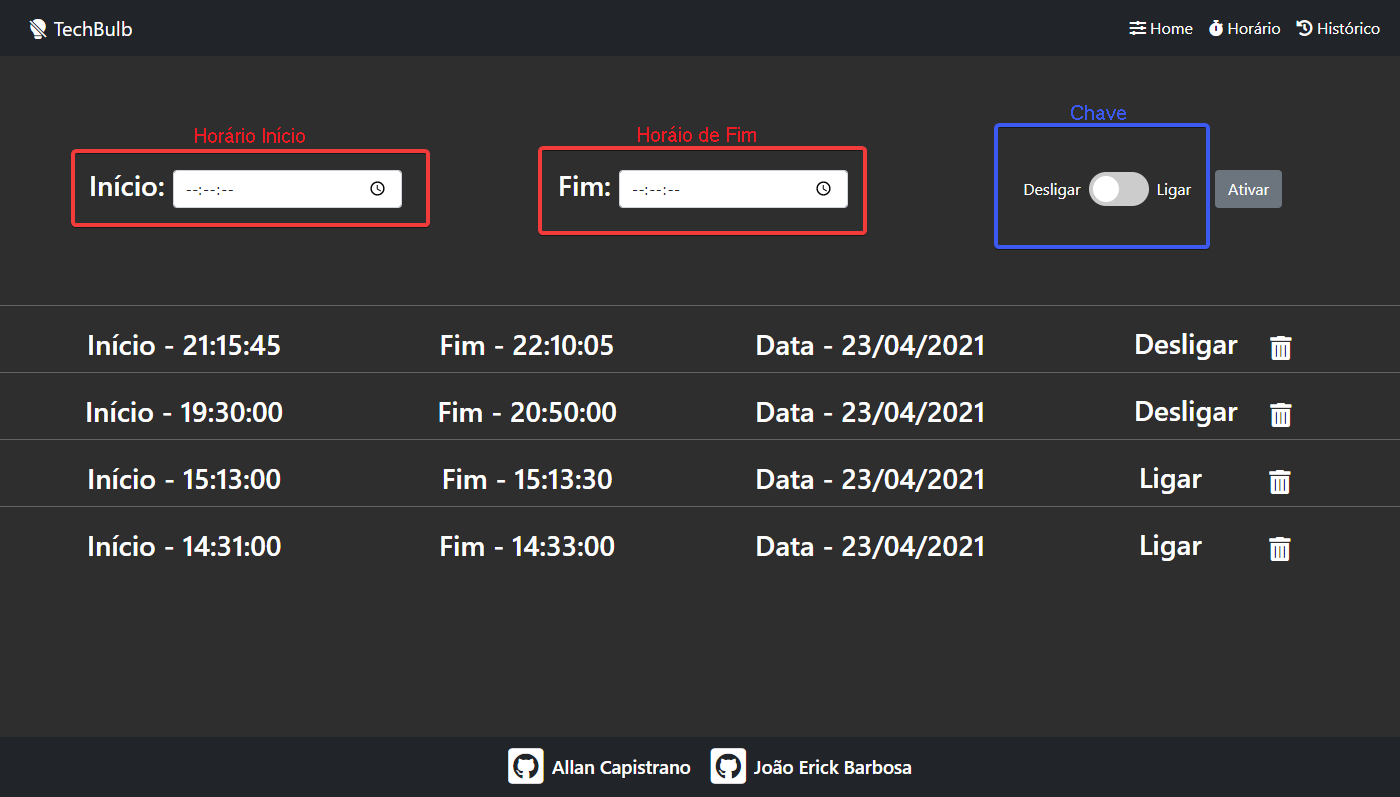 TechBulb
Home Horário Histórico
Chave
Horário Início
Horáio de Fim
Início: --:--:--
Fim: --:--:--
Desligar Ligar Ativar
Início - 21:15:45 Fim - 22:10:05 Data - 23/04/2021 Desligar
Início - 19:30:00 Fim - 20:50:00 Data - 23/04/2021 Desligar
Início - 15:13:00 Fim - 15:13:30 Data - 23/04/2021 Ligar
Início - 14:31:00 Fim - 14:33:00 Data - 23/04/2021 Ligar
Allan Capistrano João Erick Barbosa